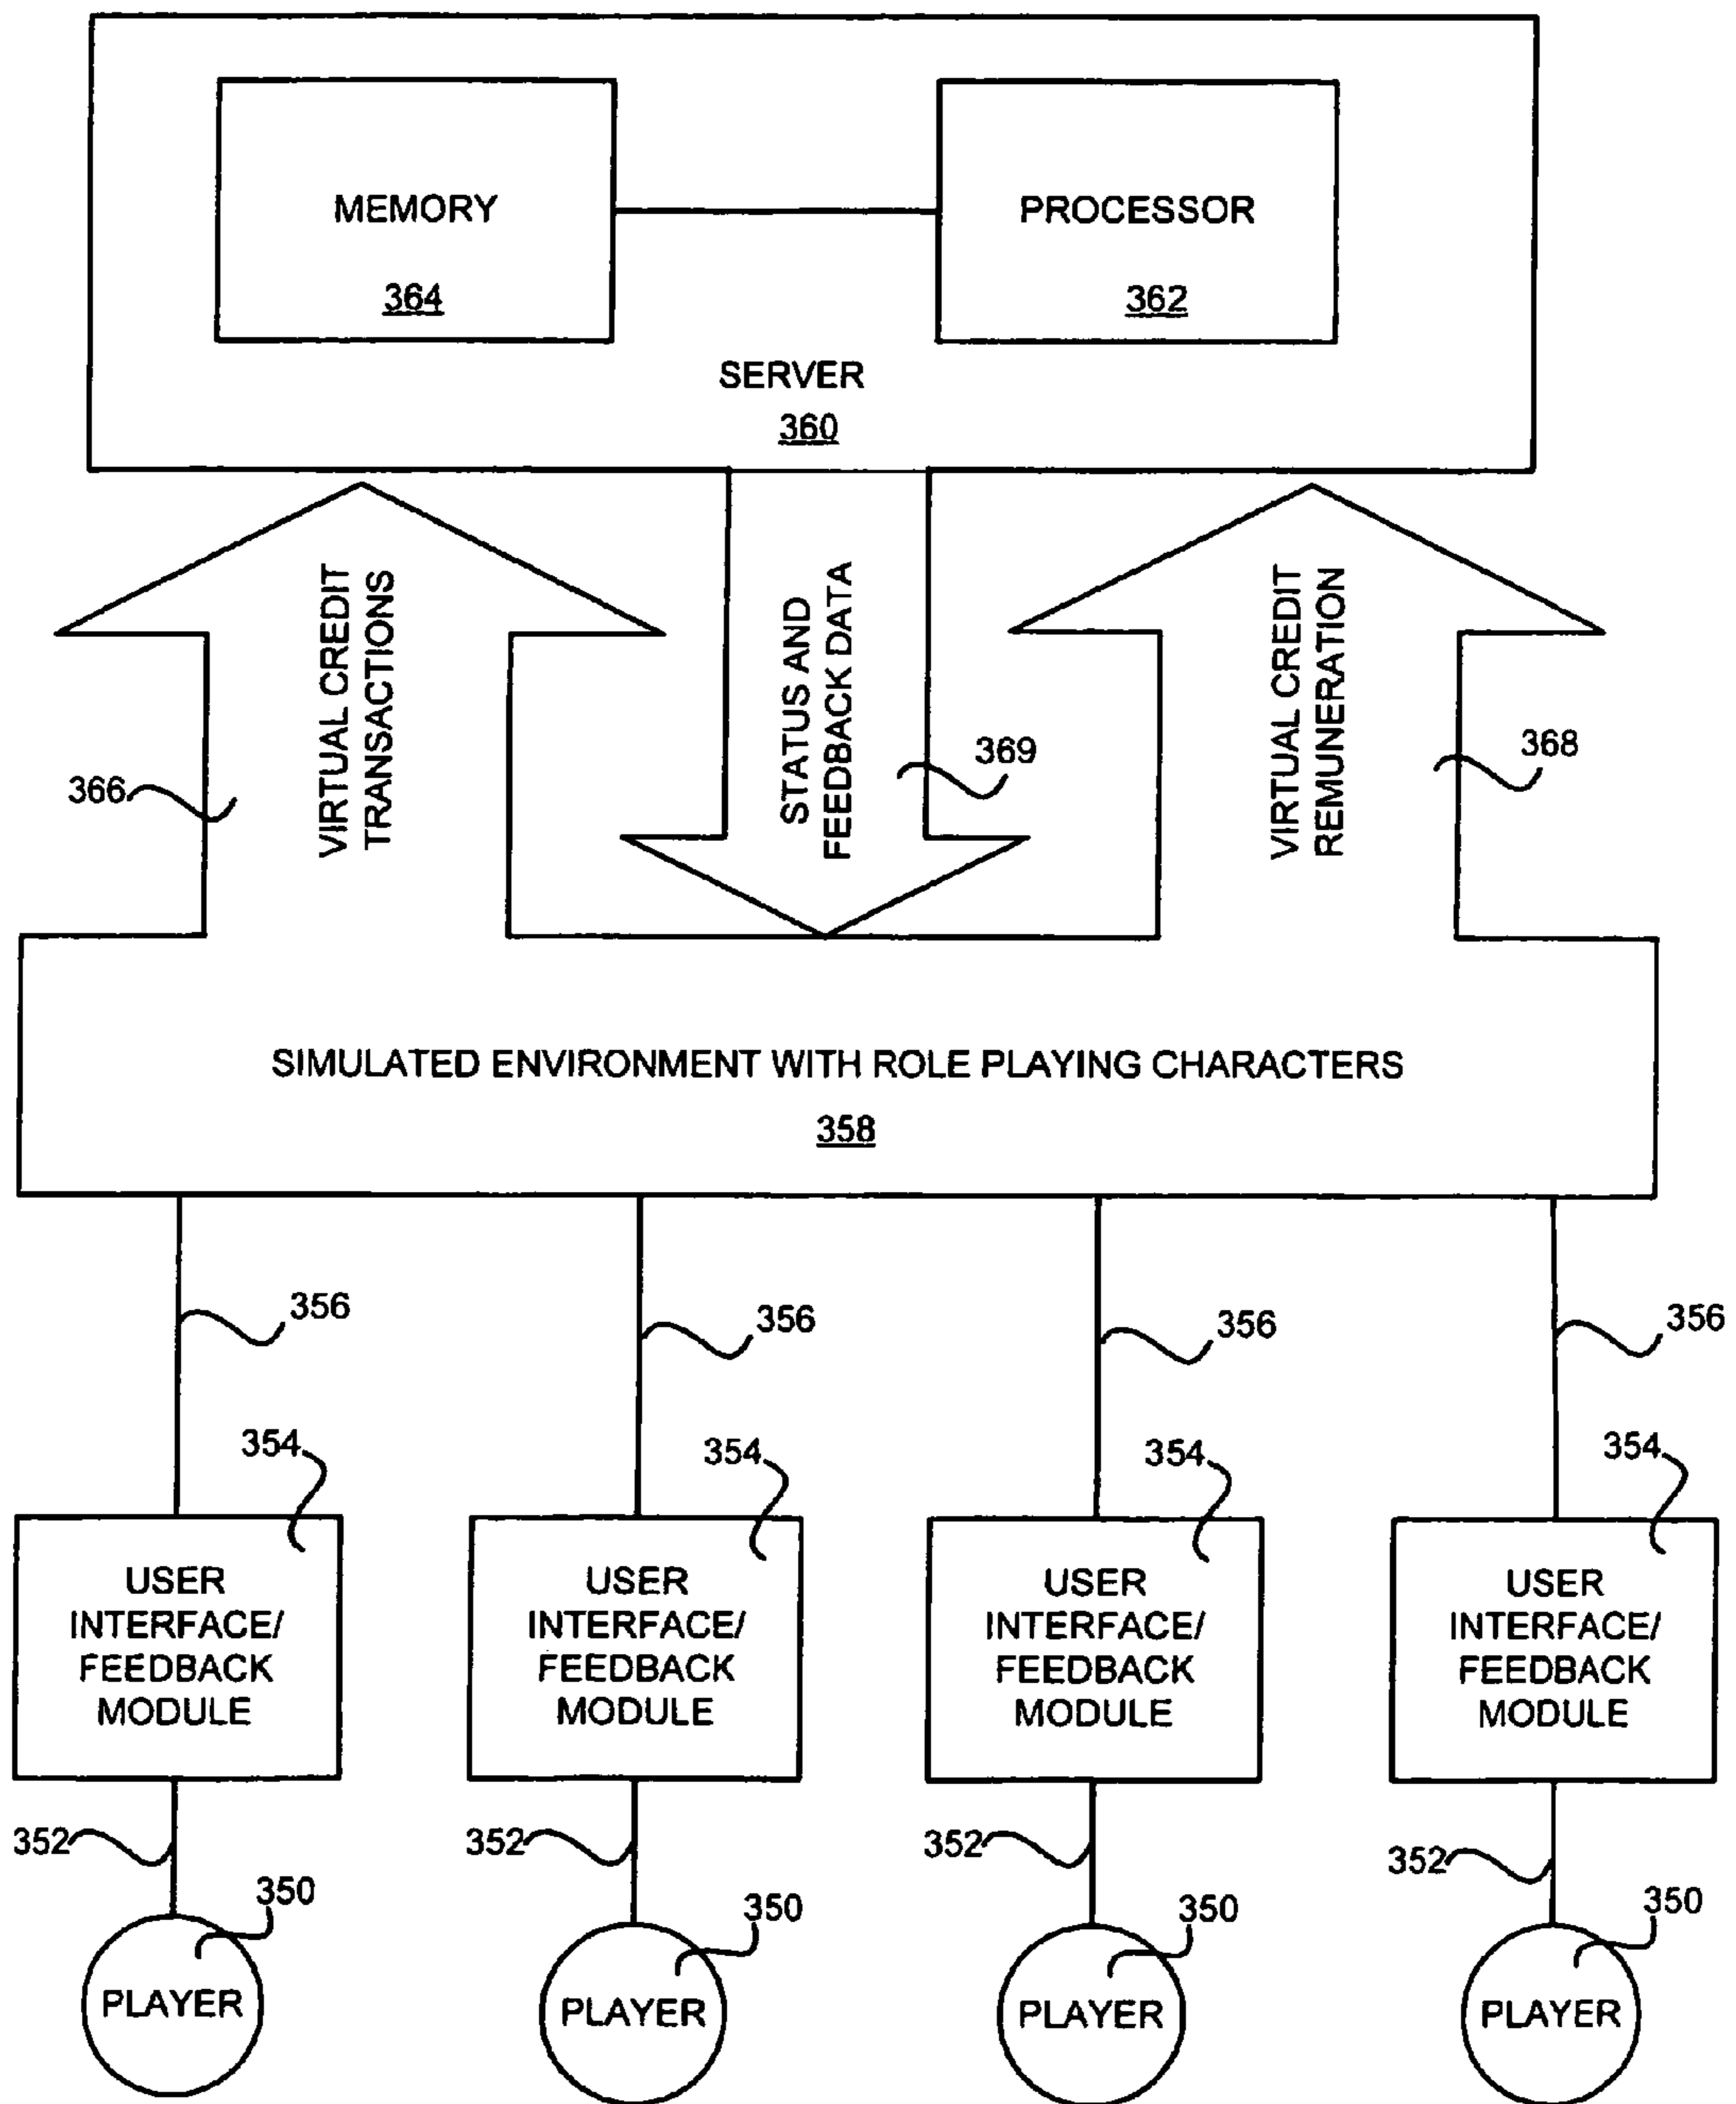 MEMORY
364
PROCESSOR
362
SERVER
360
VIRTUAL CREDIT
TRANSACTIONS
366
STATUS AND
FEEDBACK DATA
369
VIRTUAL CREDIT
REMUNERATION
368
SIMULATED ENVIRONMENT WITH ROLE PLAYING CHARACTERS
358
356
356
356
356
354
354
354
354
USER
INTERFACE/
FEEDBACK
MODULE
USER
INTERFACE/
FEEDBACK
MODULE
USER
INTERFACE/
FEEDBACK
MODULE
USER
INTERFACE/
FEEDBACK
MODULE
352
352
352
352
350
350
350
350
PLAYER
PLAYER
PLAYER
PLAYER